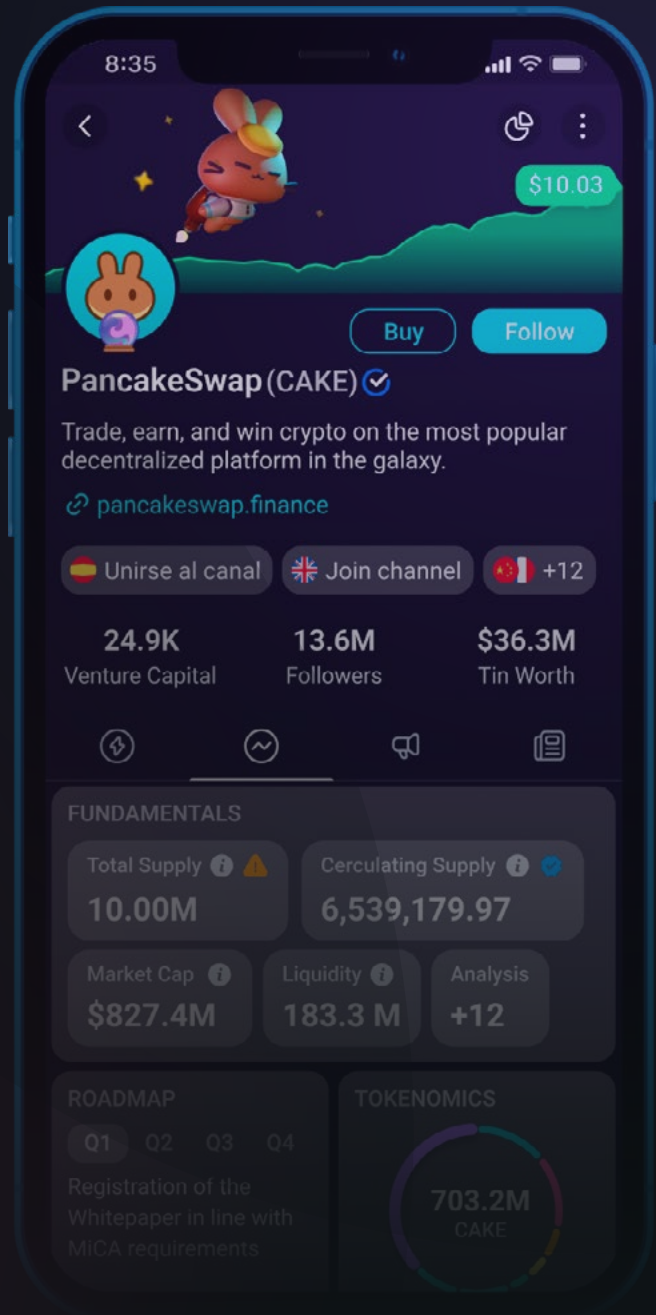 8:35
$10.03
Buy
Follow
PancakeSwap (CAKE)
Trade, earn, and win crypto on the most popular
decentralized platform in the galaxy.
pancakeswap.finance
Unirse al canal
Join channel
+12
24.9K
13.6M
$36.3M
Venture Capital
Followers
Tin Worth
FUNDAMENTALS
Total Supply
Cerculating Supply
10.00M
6,539,179.97
Market Cap
Liquidity
Analysis
$827.4M
183.3 M
+12
ROADMAP
TOKENOMICS
Q1 Q2 Q3 Q4
Registration of the
Whitepaper in line with
MiCA requirements
703.2M
CAKE